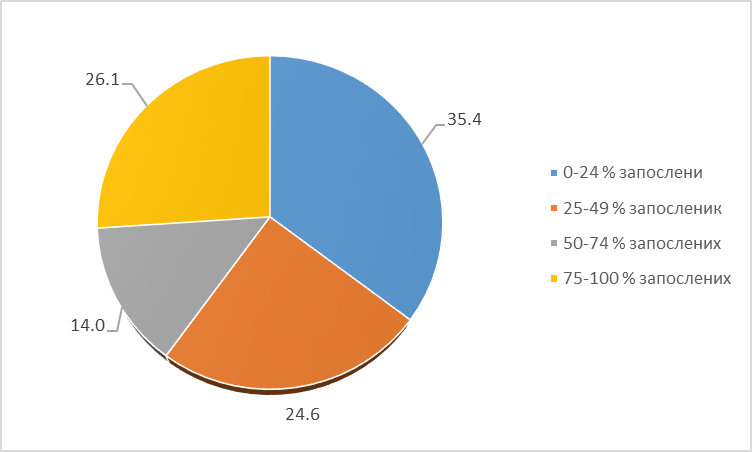 26.1
35.4
14.0
24.6
0-24 % запослени
25-49 % запосленик
50-74 % запослених
75-100 % запослених